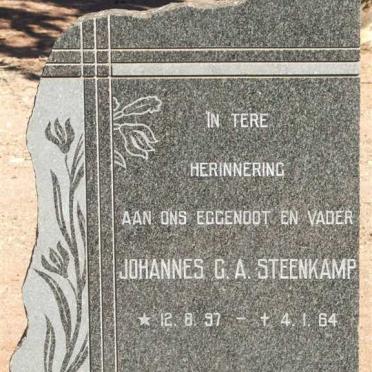 IN TERE
HERINNERING
AAN ONS EGGENOOT EN VADER
JOHANNES G. A. STEENKAMP
★ 12. 8. 97 – ✝ 4. 1. 64